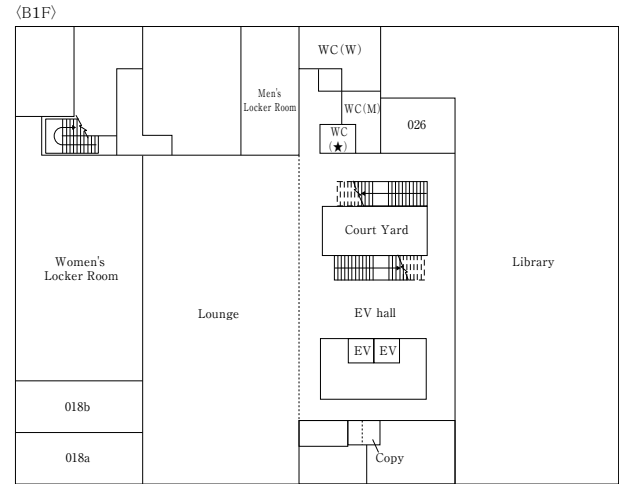 〈B1F〉
WC(W)
Men's
Locker Room
WC(M)
WC
(★)
026
Court Yard
Women's
Locker Room
Library
Lounge
EV hall
EV EV
018b
018a
Copy